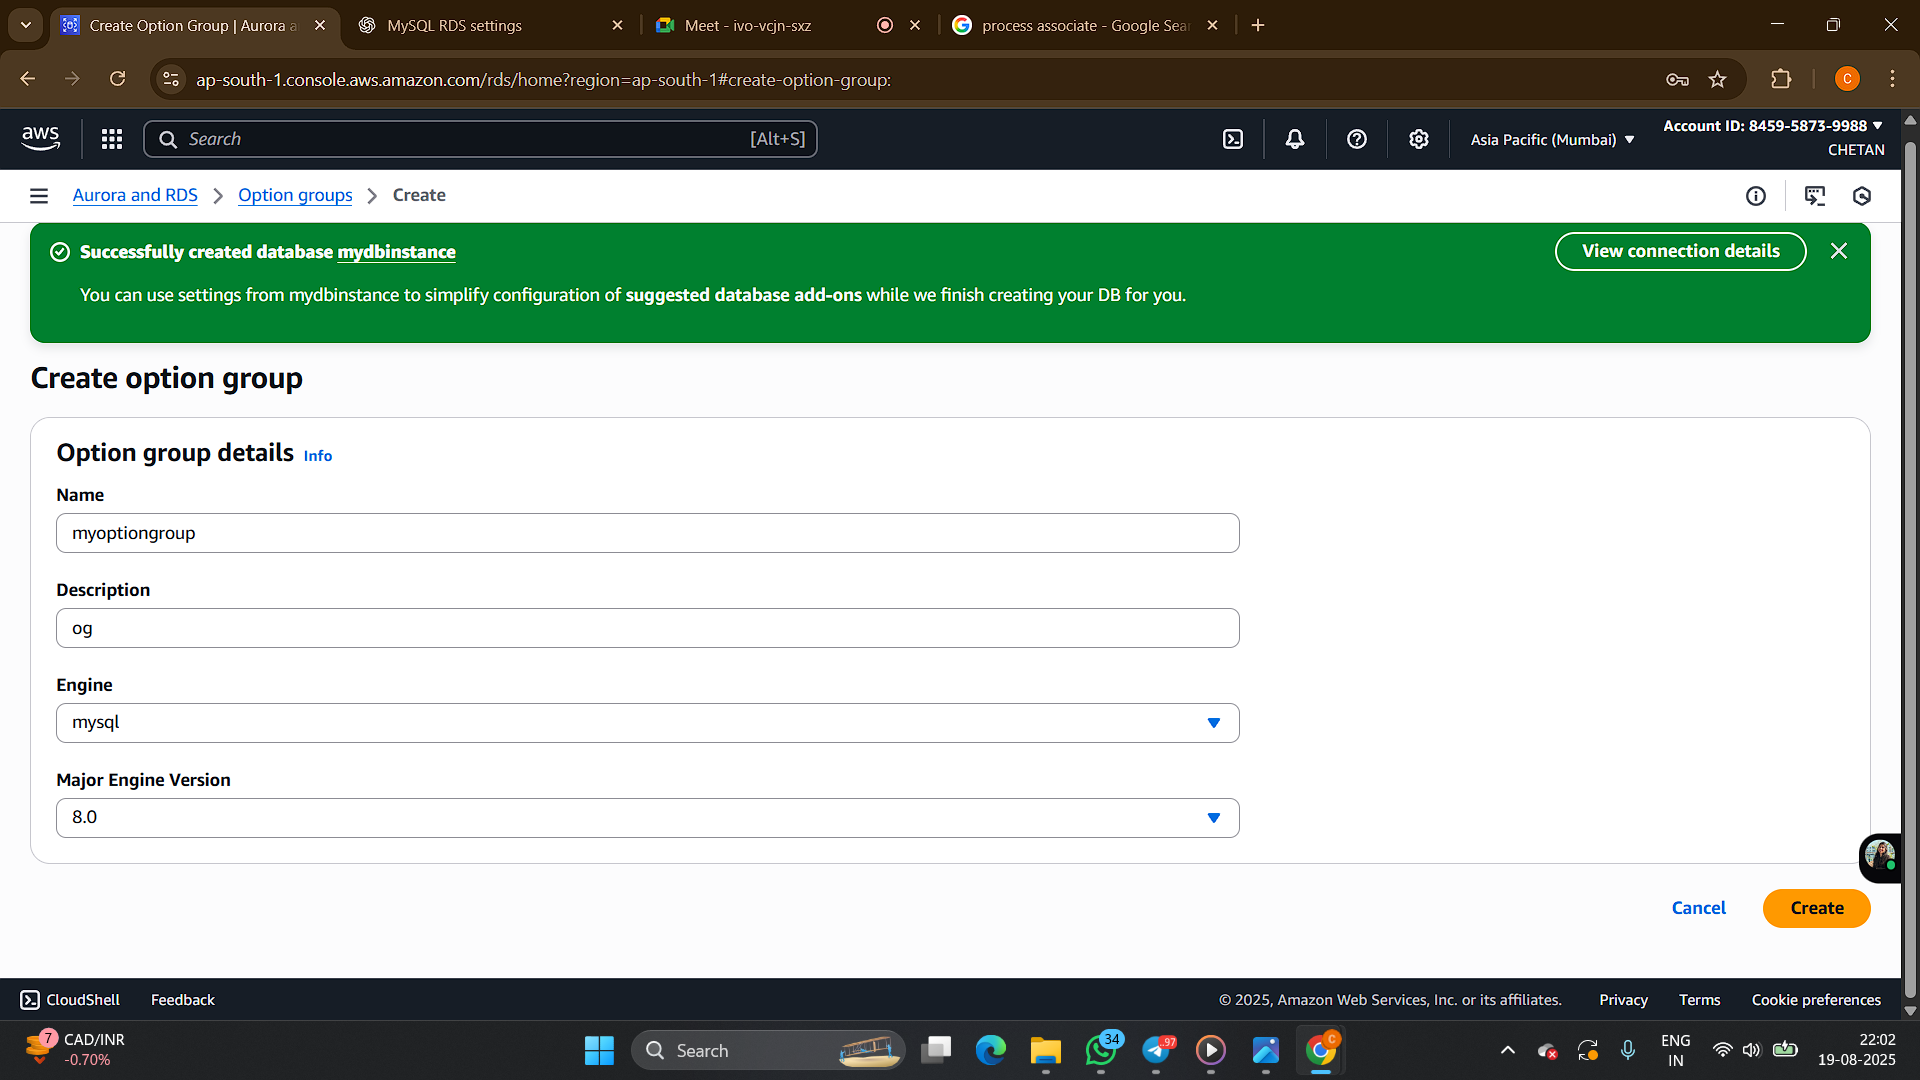 Create Option Group | Aurora a
MySQL RDS settings
Meet - ivo-vcjn-sxz
process associate - Google Sear
ap-south-1.console.aws.amazon.com/rds/home?region=ap-south-1#create-option-group:
C
aws
Search
[Alt+S]
Asia Pacific (Mumbai)
Account ID: 8459-5873-9988
CHETAN
Aurora and RDS
Option groups
Create
Successfully created database mydbinstance
View connection details
You can use settings from mydbinstance to simplify configuration of suggested database add-ons while we finish creating your DB for you.
Create option group
Option group details Info
Name
myoptiongroup
Description
og
Engine
mysql
Major Engine Version
8.0
Cancel
Create
CloudShell
Feedback
© 2025, Amazon Web Services, Inc. or its affiliates.
Privacy
Terms
Cookie preferences
7
CAD/INR
-0.70%
Search
34
.97
C
ENG
IN
22:02
19-08-2025